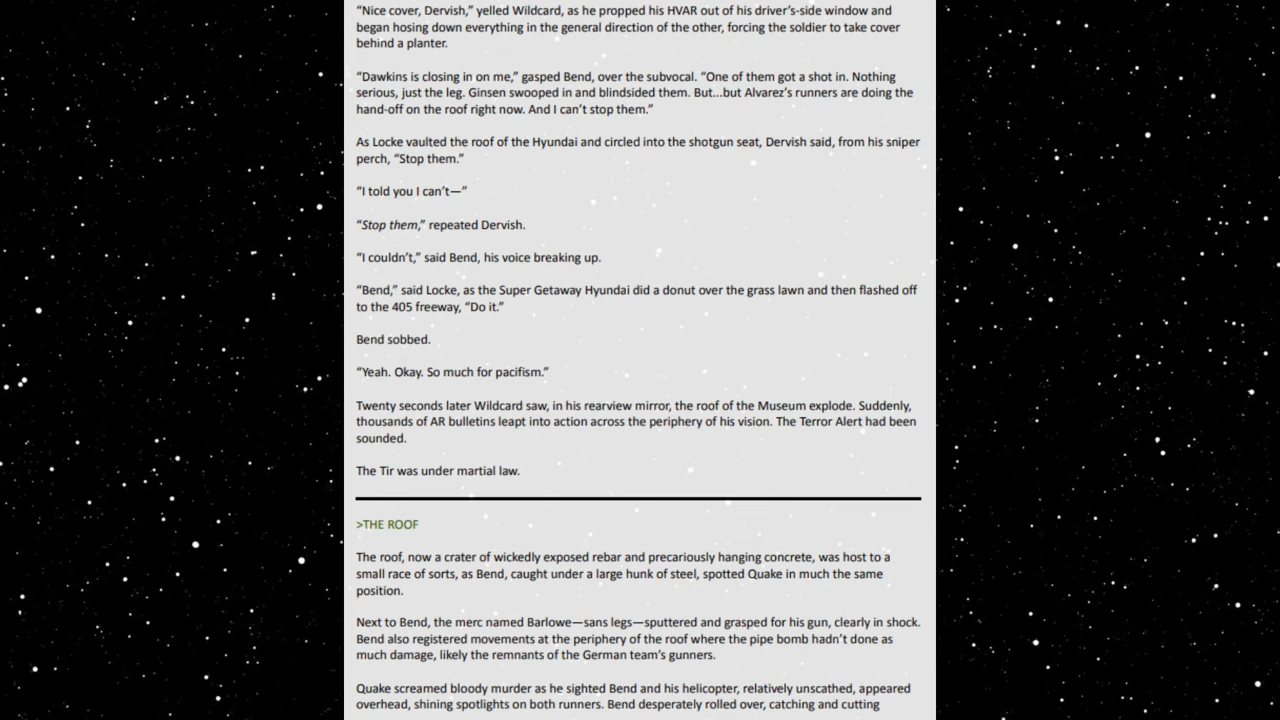 “Nice cover, Dervish,” yelled Wildcard, as he propped his HVAR out of his driver’s-side window and
began hosing down everything in the general direction of the other, forcing the soldier to take cover
behind a planter.
“Dawkins is closing in on me,” gasped Bend, over the subvocal. “One of them got a shot in. Nothing
serious, just the leg. Ginsen swooped in and blindsided them. But...but Alvarez’s runners are doing the
hand-off on the roof right now. And I can’t stop them.”
As Locke vaulted the roof of the Hyundai and circled into the shotgun seat, Dervish said, from his sniper
perch, “Stop them.”
“I told you I can’t—”
“Stop them,” repeated Dervish.
“I couldn’t,” said Bend, his voice breaking up.
“Bend,” said Locke, as the Super Getaway Hyundai did a donut over the grass lawn and then flashed off
to the 405 freeway, “Do it.”
Bend sobbed.
“Yeah. Okay. So much for pacifism.”
Twenty seconds later Wildcard saw, in his rearview mirror, the roof of the Museum explode. Suddenly,
thousands of AR bulletins leapt into action across the periphery of his vision. The Terror Alert had been
sounded.
The Tir was under martial law.
>THE ROOF
The roof, now a crater of wickedly exposed rebar and precariously hanging concrete, was host to a
small race of sorts, as Bend, caught under a large hunk of steel, spotted Quake in much the same
position.
Next to Bend, the merc named Barlowe—sans legs—sputtered and grasped for his gun, clearly in shock.
Bend also registered movements at the periphery of the roof where the pipe bomb hadn’t done as
much damage, likely the remnants of the German team’s gunners.
Quake screamed bloody murder as he sighted Bend and his helicopter, relatively unscathed, appeared
overhead, shining spotlights on both runners. Bend desperately rolled over, catching and cutting